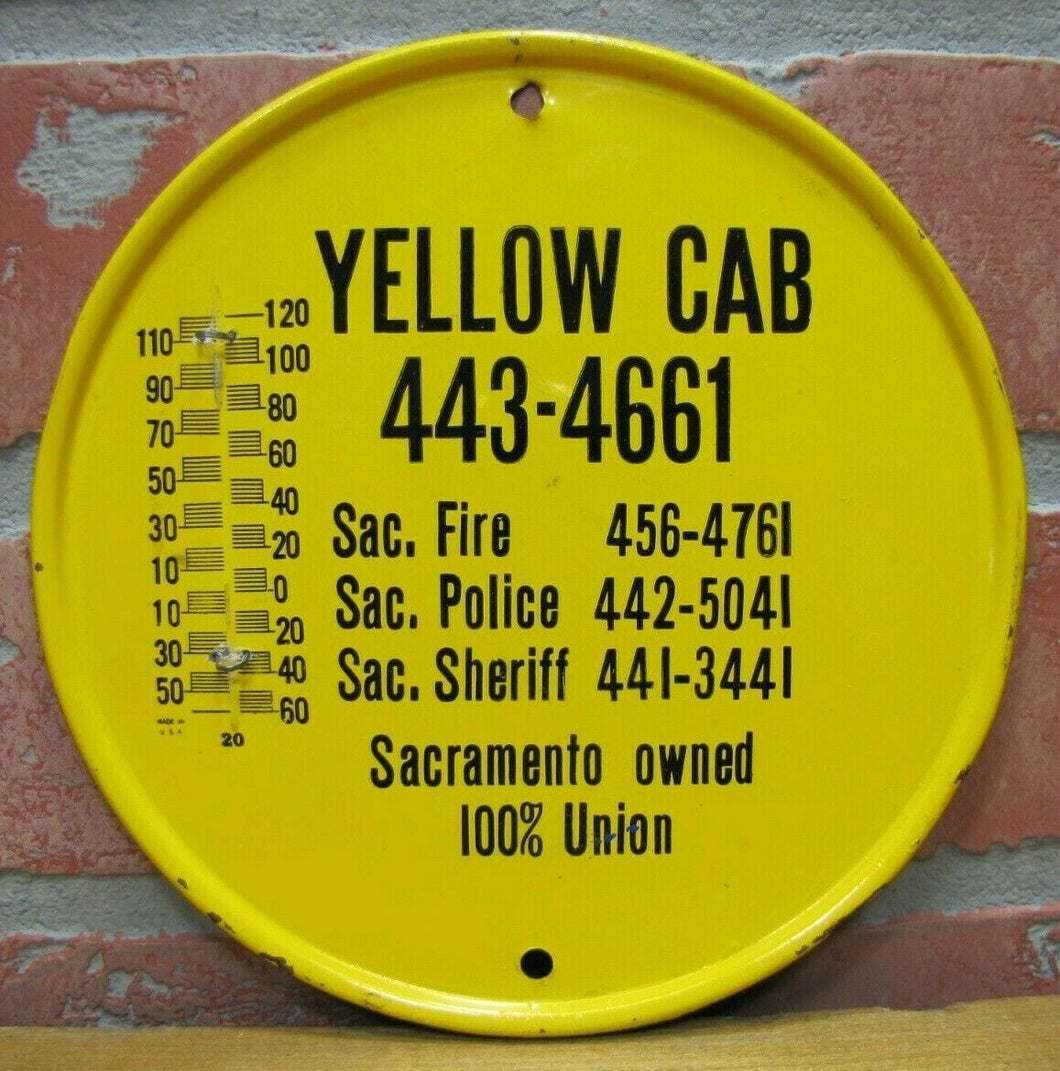 YELLOW CAB
443-4661
Sac. Fire 456-4761
Sac. Police 442-5041
Sac. Sheriff 441-3441
Sacramento owned
100% Union
120
110
100
90
80
70
60
50
40
30
20
10
0
10
20
30
40
50
60
MADE IN
U S A
20